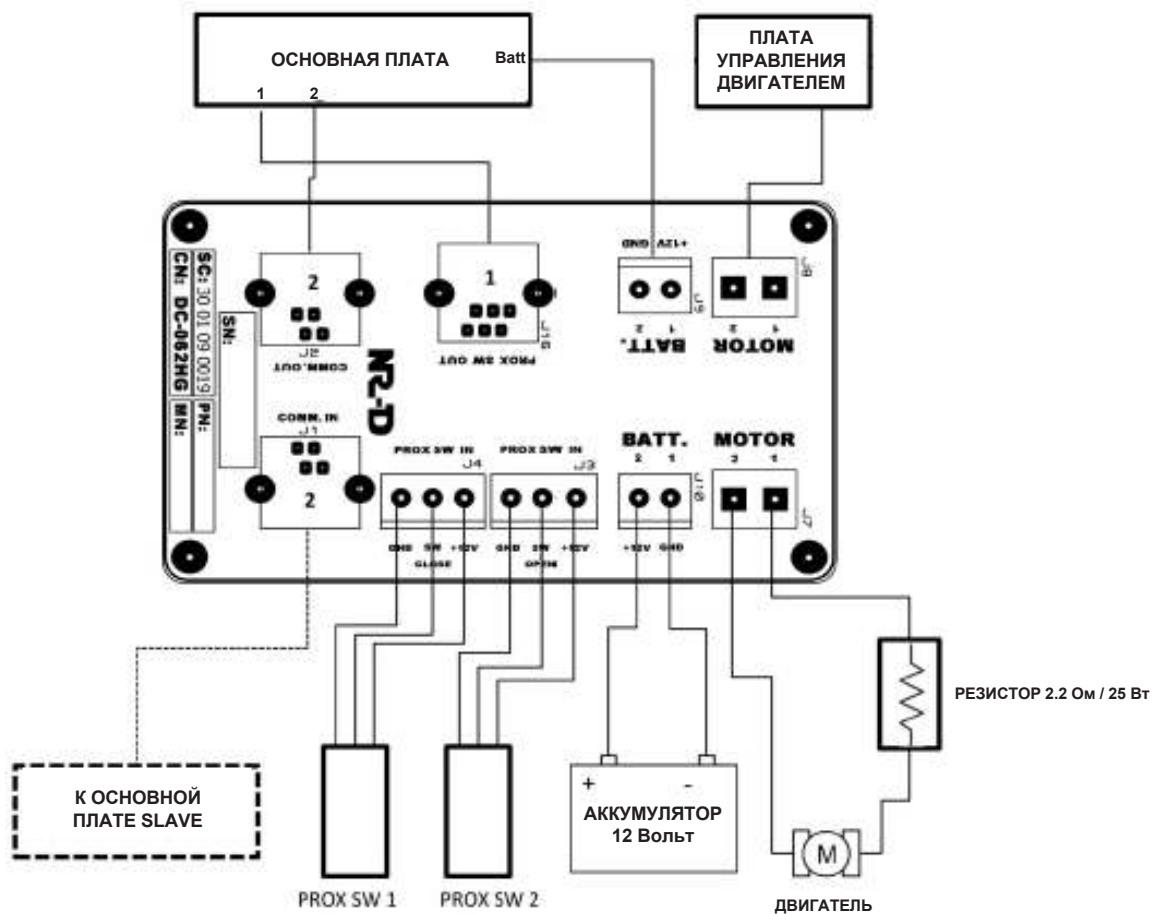 ОСНОВНАЯ ПЛАТА
Batt
1
2
ПЛАТА
УПРАВЛЕНИЯ
ДВИГАТЕЛЕМ
SC: 30 01 09 0019
PN:
CN: DC-062HG
MN:
SN:
2
J2
COMM.OUT
1
J16
PROX SW OUT
NR-D
GND +12V
J9
2 1
BATT.
J8
2 1
MOTOR
COMM. IN
J1
2
PROX SW IN
J4
GND SW +12V
CLOSE
PROX SW IN
J3
GND SW +12V
OPEN
BATT.
2 1
J10
+12V GND
MOTOR
2 1
J7
РЕЗИСТОР 2.2 Ом / 25 Вт
К ОСНОВНОЙ
ПЛАТЕ SLAVE
PROX SW 1
PROX SW 2
+ -
АККУМУЛЯТОР
12 Вольт
M
ДВИГАТЕЛЬ